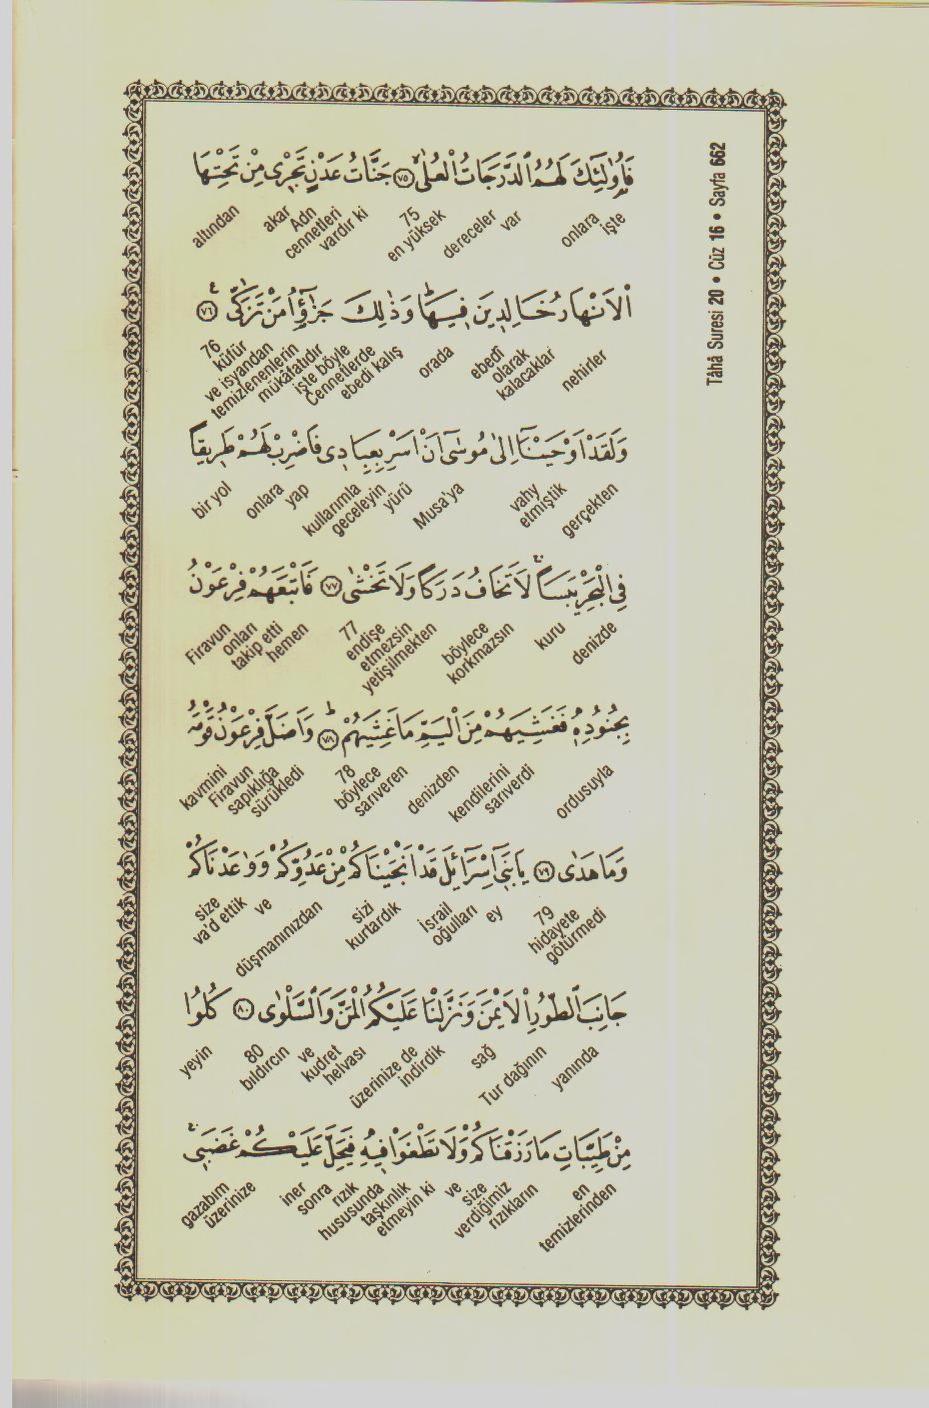 Tâhâ Suresi 20 • Cüz 16 • Sayfa 662
فَاُو۬لٰٓئِكَ لَهُمُ الدَّرَجَاتُ الْعُلٰىۙ ﴿٧٥﴾ جَنَّاتُ عَدْنٍ تَجْر۪ي مِنْ تَحْتِهَا
işte onlara var dereceler en yüksek 75 Adn cennetleri vardır ki akar altından
الْاَنْهَارُ خَالِد۪ينَ ف۪يهَاۜ وَذٰلِكَ جَزٰٓؤُ۬ا مَنْ تَزَكّٰىۚ ﴿٧٦﴾
nehirler ebedî olarak kalacaklar orada işte böyle Cennetlerde ebedi kalış mükâfatıdır küfür ve isyandan temizlenenlerin 76
وَلَقَدْ اَوْحَيْنَٓا اِلٰى مُوسٰٓى اَنْ اَسْرِ بِعِبَاد۪ي فَاضْرِبْ لَهُمْ طَر۪يقًا
gerçekten vahy etmiştik Musa'ya yürü kullarımla geceleyin yap onlara bir yol
فِي الْبَحْرِ يَبَسًاۚ لَا تَخَافُ دَرَكًا وَلَا تَخْشٰى ﴿٧٧﴾ فَاَتْبَعَهُمْ فِرْعَوْنُ
denizde kuru böylece korkmazsın yetişilmekten endişe etmezsin 77 hemen takip etti onları Firavun
بِجُنُودِه۪ فَغَشِيَهُمْ مِنَ الْيَمِّ مَا غَشِيَهُمْۜ ﴿٧٨﴾ وَاَضَلَّ فِرْعَوْنُ قَوْمَهُ
ordusuyla kendilerini sarıverdi denizden böylece sarıveren 78 sapıklığa sürükledi Firavun kavmini
وَمَا هَدٰى ﴿٧٩﴾ يَا بَن۪ٓي اِسْرَٓائ۪لَ قَدْ اَنْجَيْنَاكُمْ مِنْ عَدُوِّكُمْ وَوٰعَدْنَاكُمْ
hidayete götürmedi 79 ey İsrail oğulları sizi kurtardık düşmanınızdan ve size va'd ettik
جَانِبَ الطُّورِ الْاَيْمَنَ وَنَزَّلْنَا عَلَيْكُمُ الْمَنَّ وَالسَّلْوٰى ﴿٨٠﴾ كُلُوا
yanında Tur dağının sağ üzerinize de indirdik kudret helvası ve bıldırcın 80 yeyin
مِنْ طَيِّبَاتِ مَا رَزَقْنَاكُمْ وَلَا تَطْغَوْا ف۪يهِ فَيَحِلَّ عَلَيْكُمْ غَضَب۪يۚ
en temizlerinden size verdiğimiz rızıkların ve taşkınlık etmeyin ki rızık hususunda sonra iner üzerinize gazabım